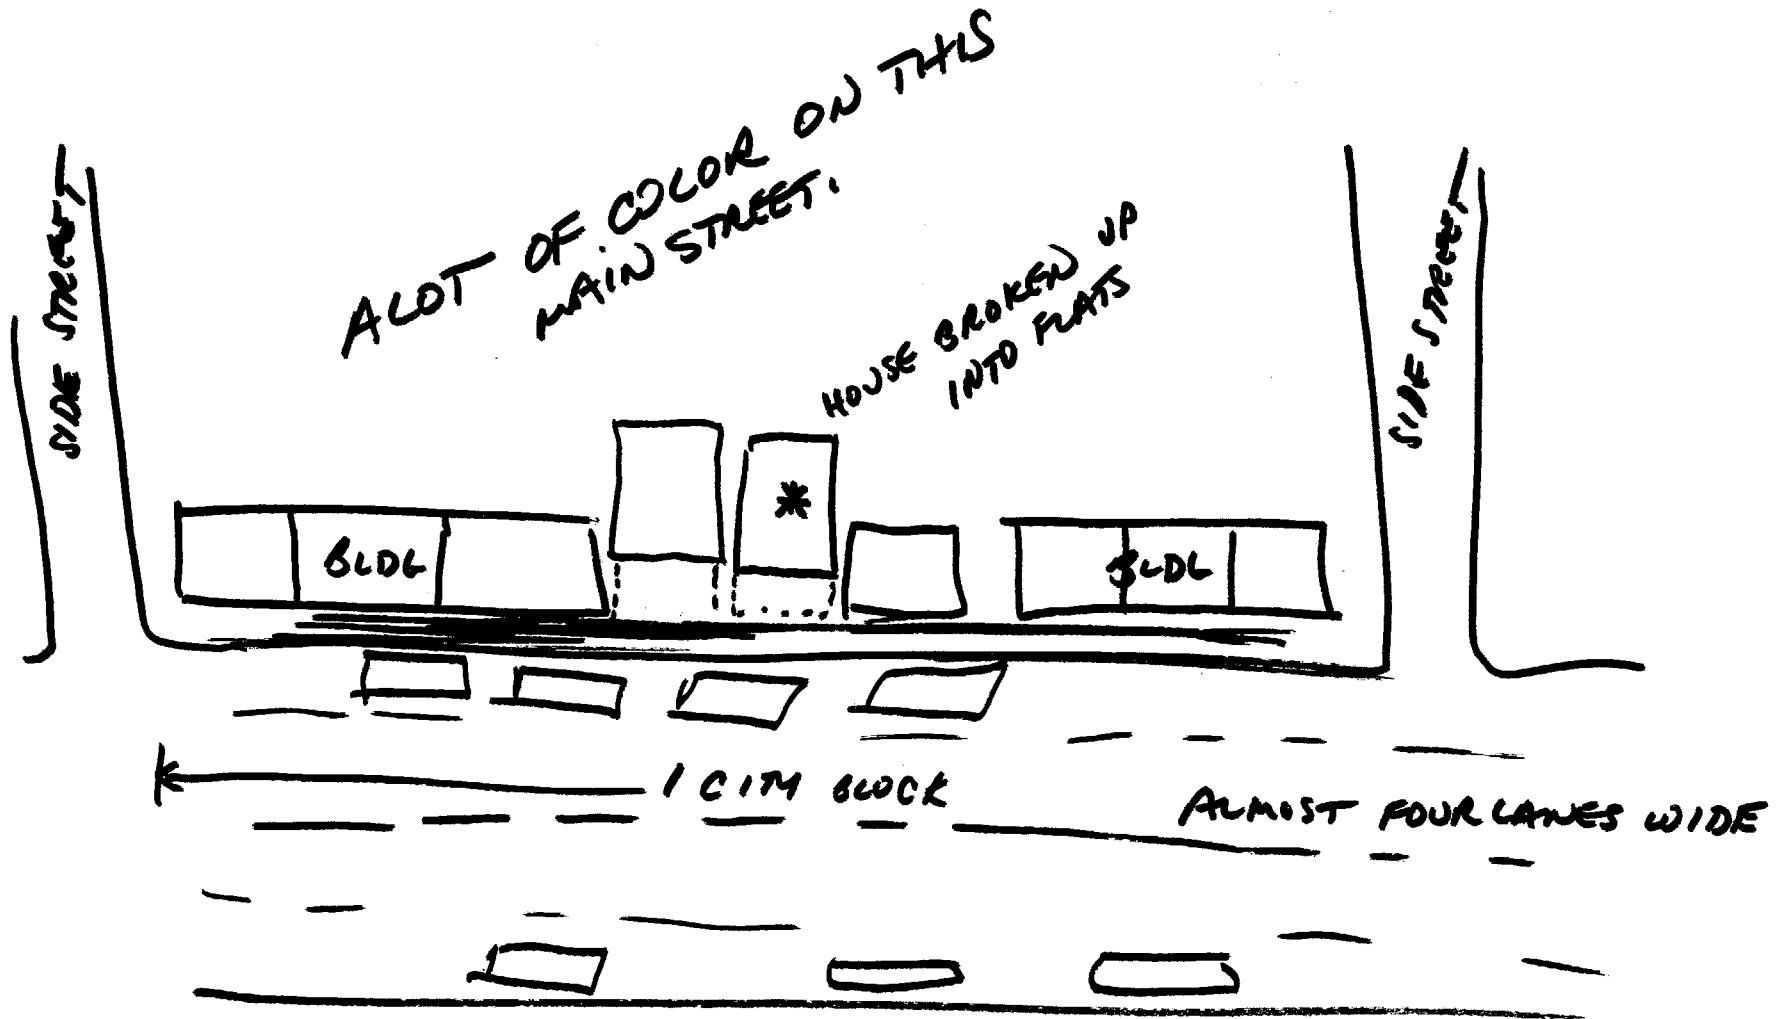 ALOT OF COLOR ON THIS
MAIN STREET.
HOUSE BROKEN UP
INTO FLATS
SIDE STREET
SIDE STREET
BLDG
*
BLDG
1 CITY BLOCK
ALMOST FOUR LANES WIDE